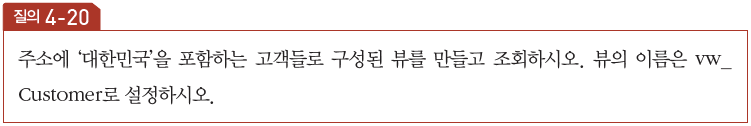 질의 4-20
주소에 ‘대한민국’을 포함하는 고객들로 구성된 뷰를 만들고 조회하시오. 뷰의 이름은 vw_
Customer로 설정하시오.